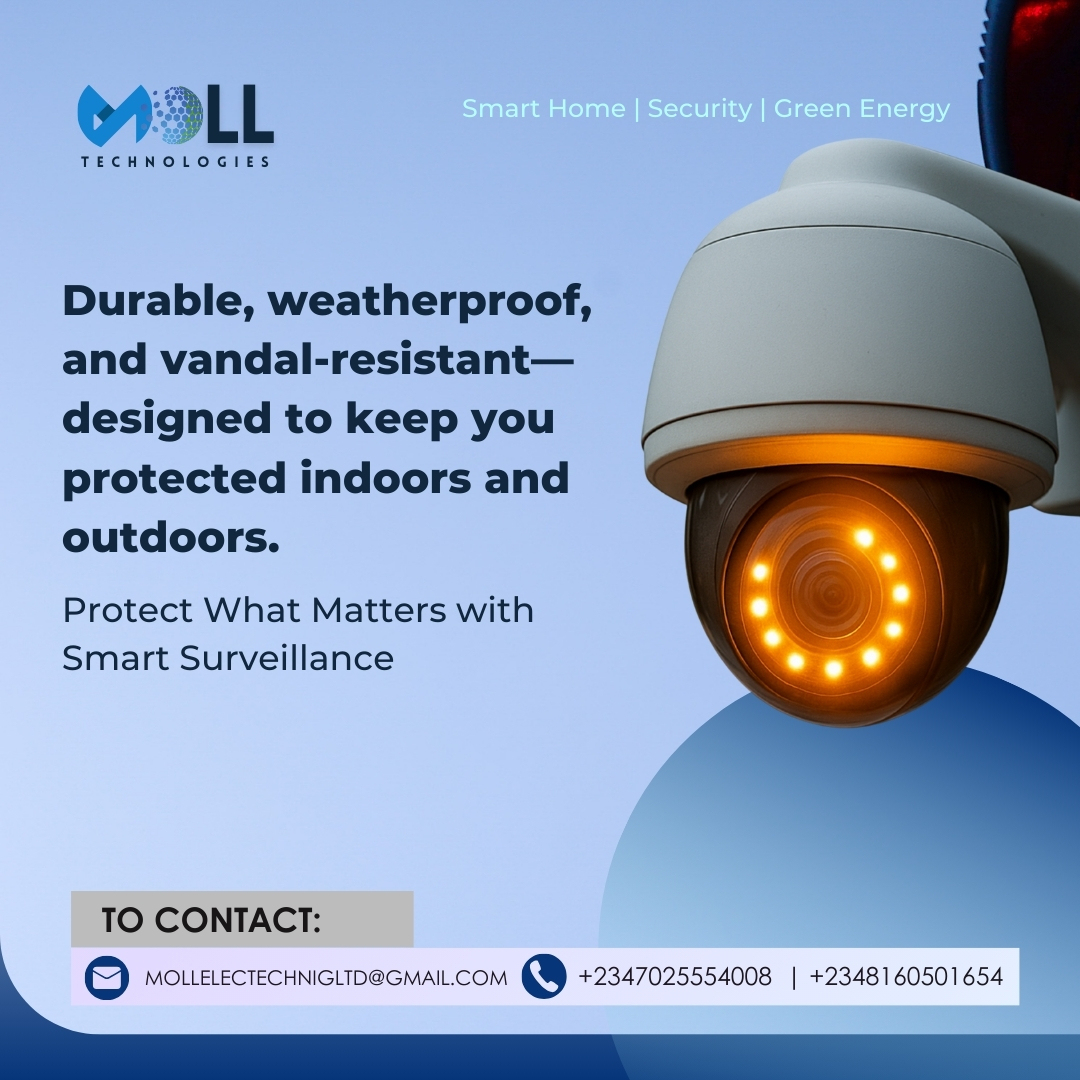 MOLL
TECHNOLOGIES
Smart Home | Security | Green Energy
Durable, weatherproof,
and vandal-resistant—
designed to keep you
protected indoors and
outdoors.
Protect What Matters with
Smart Surveillance
TO CONTACT:
MOLLELECTECHNIGLTD@GMAIL.COM
+2347025554008 | +2348160501654